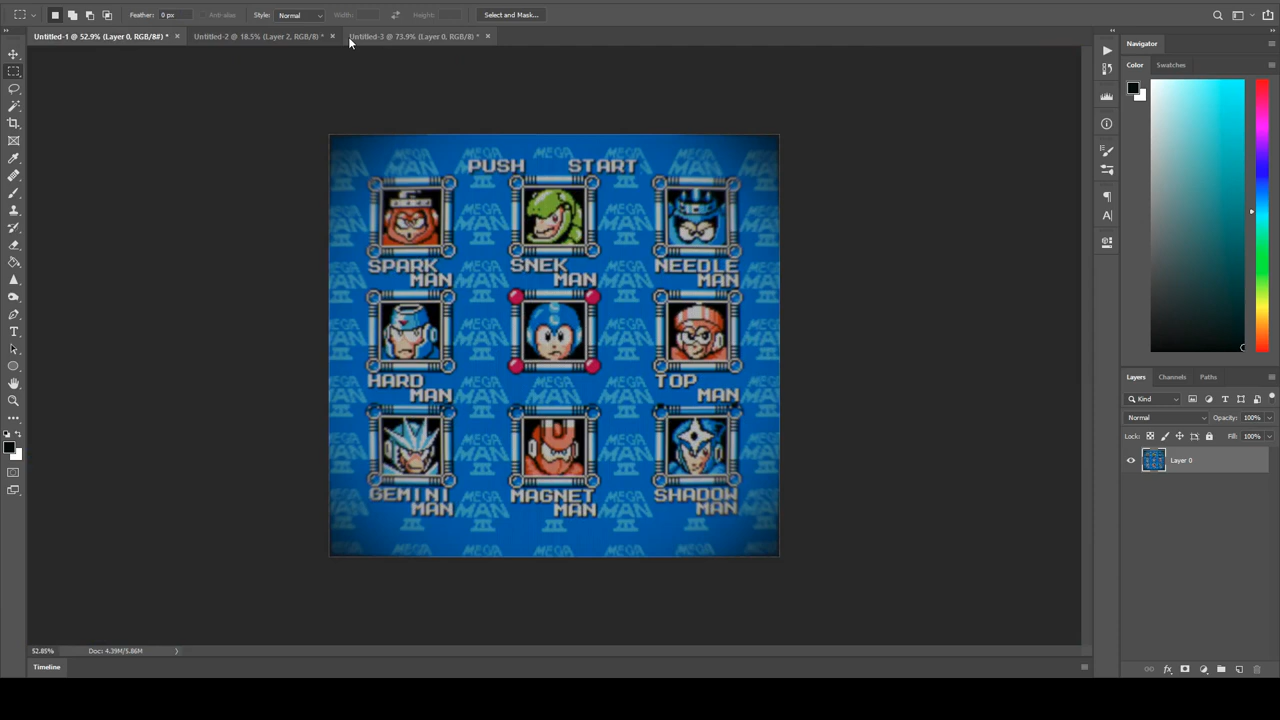 Feather: 0 px Anti-alias Style: Normal Width: Height: Select and Mask...
Untitled-1 @ 52.9% (Layer 0, RGB/8#) * × Untitled-2 @ 18.5% (Layer 2, RGB/8) * × Untitled-3 @ 73.9% (Layer 0, RGB/8) * ×
Navigator
Color Swatches
PUSH START
SPARK MAN
SNEK MAN
NEEDLE MAN
HARD MAN
TOP MAN
GEMINI MAN
MAGNET MAN
SHADOW MAN
MEGA MAN III
Layers Channels Paths
Kind
Normal Opacity: 100%
Lock: Fill: 100%
Layer 0
52.85% Doc: 4.39M/5.86M
Timeline